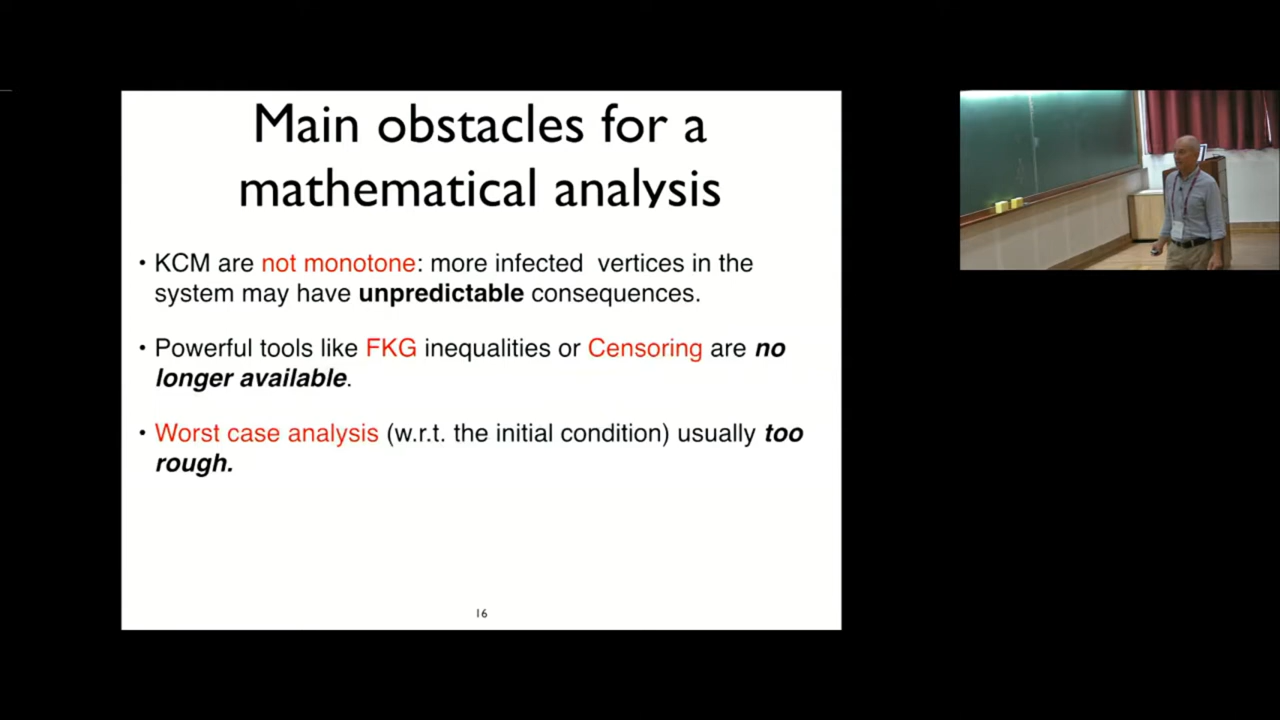 Main obstacles for a
mathematical analysis
• KCM are not monotone: more infected vertices in the
system may have unpredictable consequences.
• Powerful tools like FKG inequalities or Censoring are no
longer available.
• Worst case analysis (w.r.t. the initial condition) usually too
rough.
16